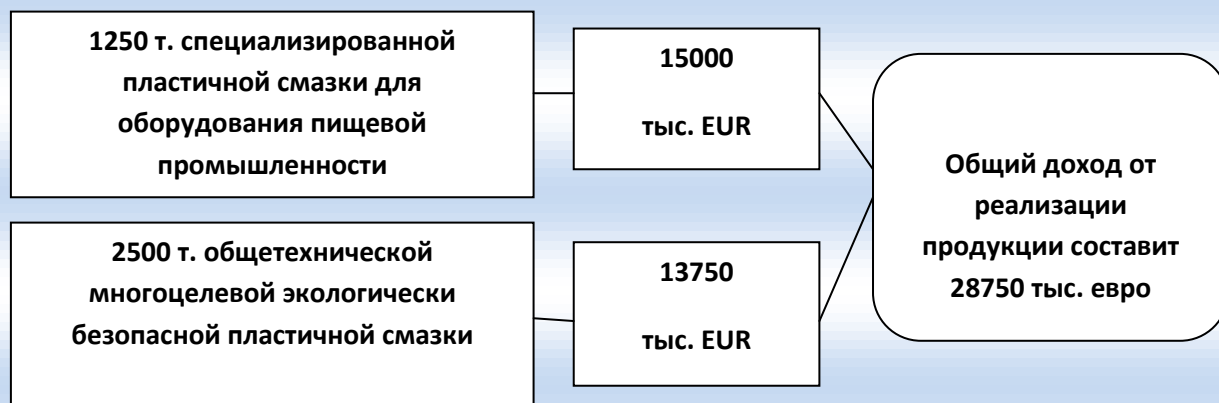 1250 т. специализированной
пластичной смазки для
оборудования пищевой
промышленности
15000
тыс. EUR
2500 т. общетехнической
многоцелевой экологически
безопасной пластичной смазки
13750
тыс. EUR
Общий доход от
реализации
продукции составит
28750 тыс. евро